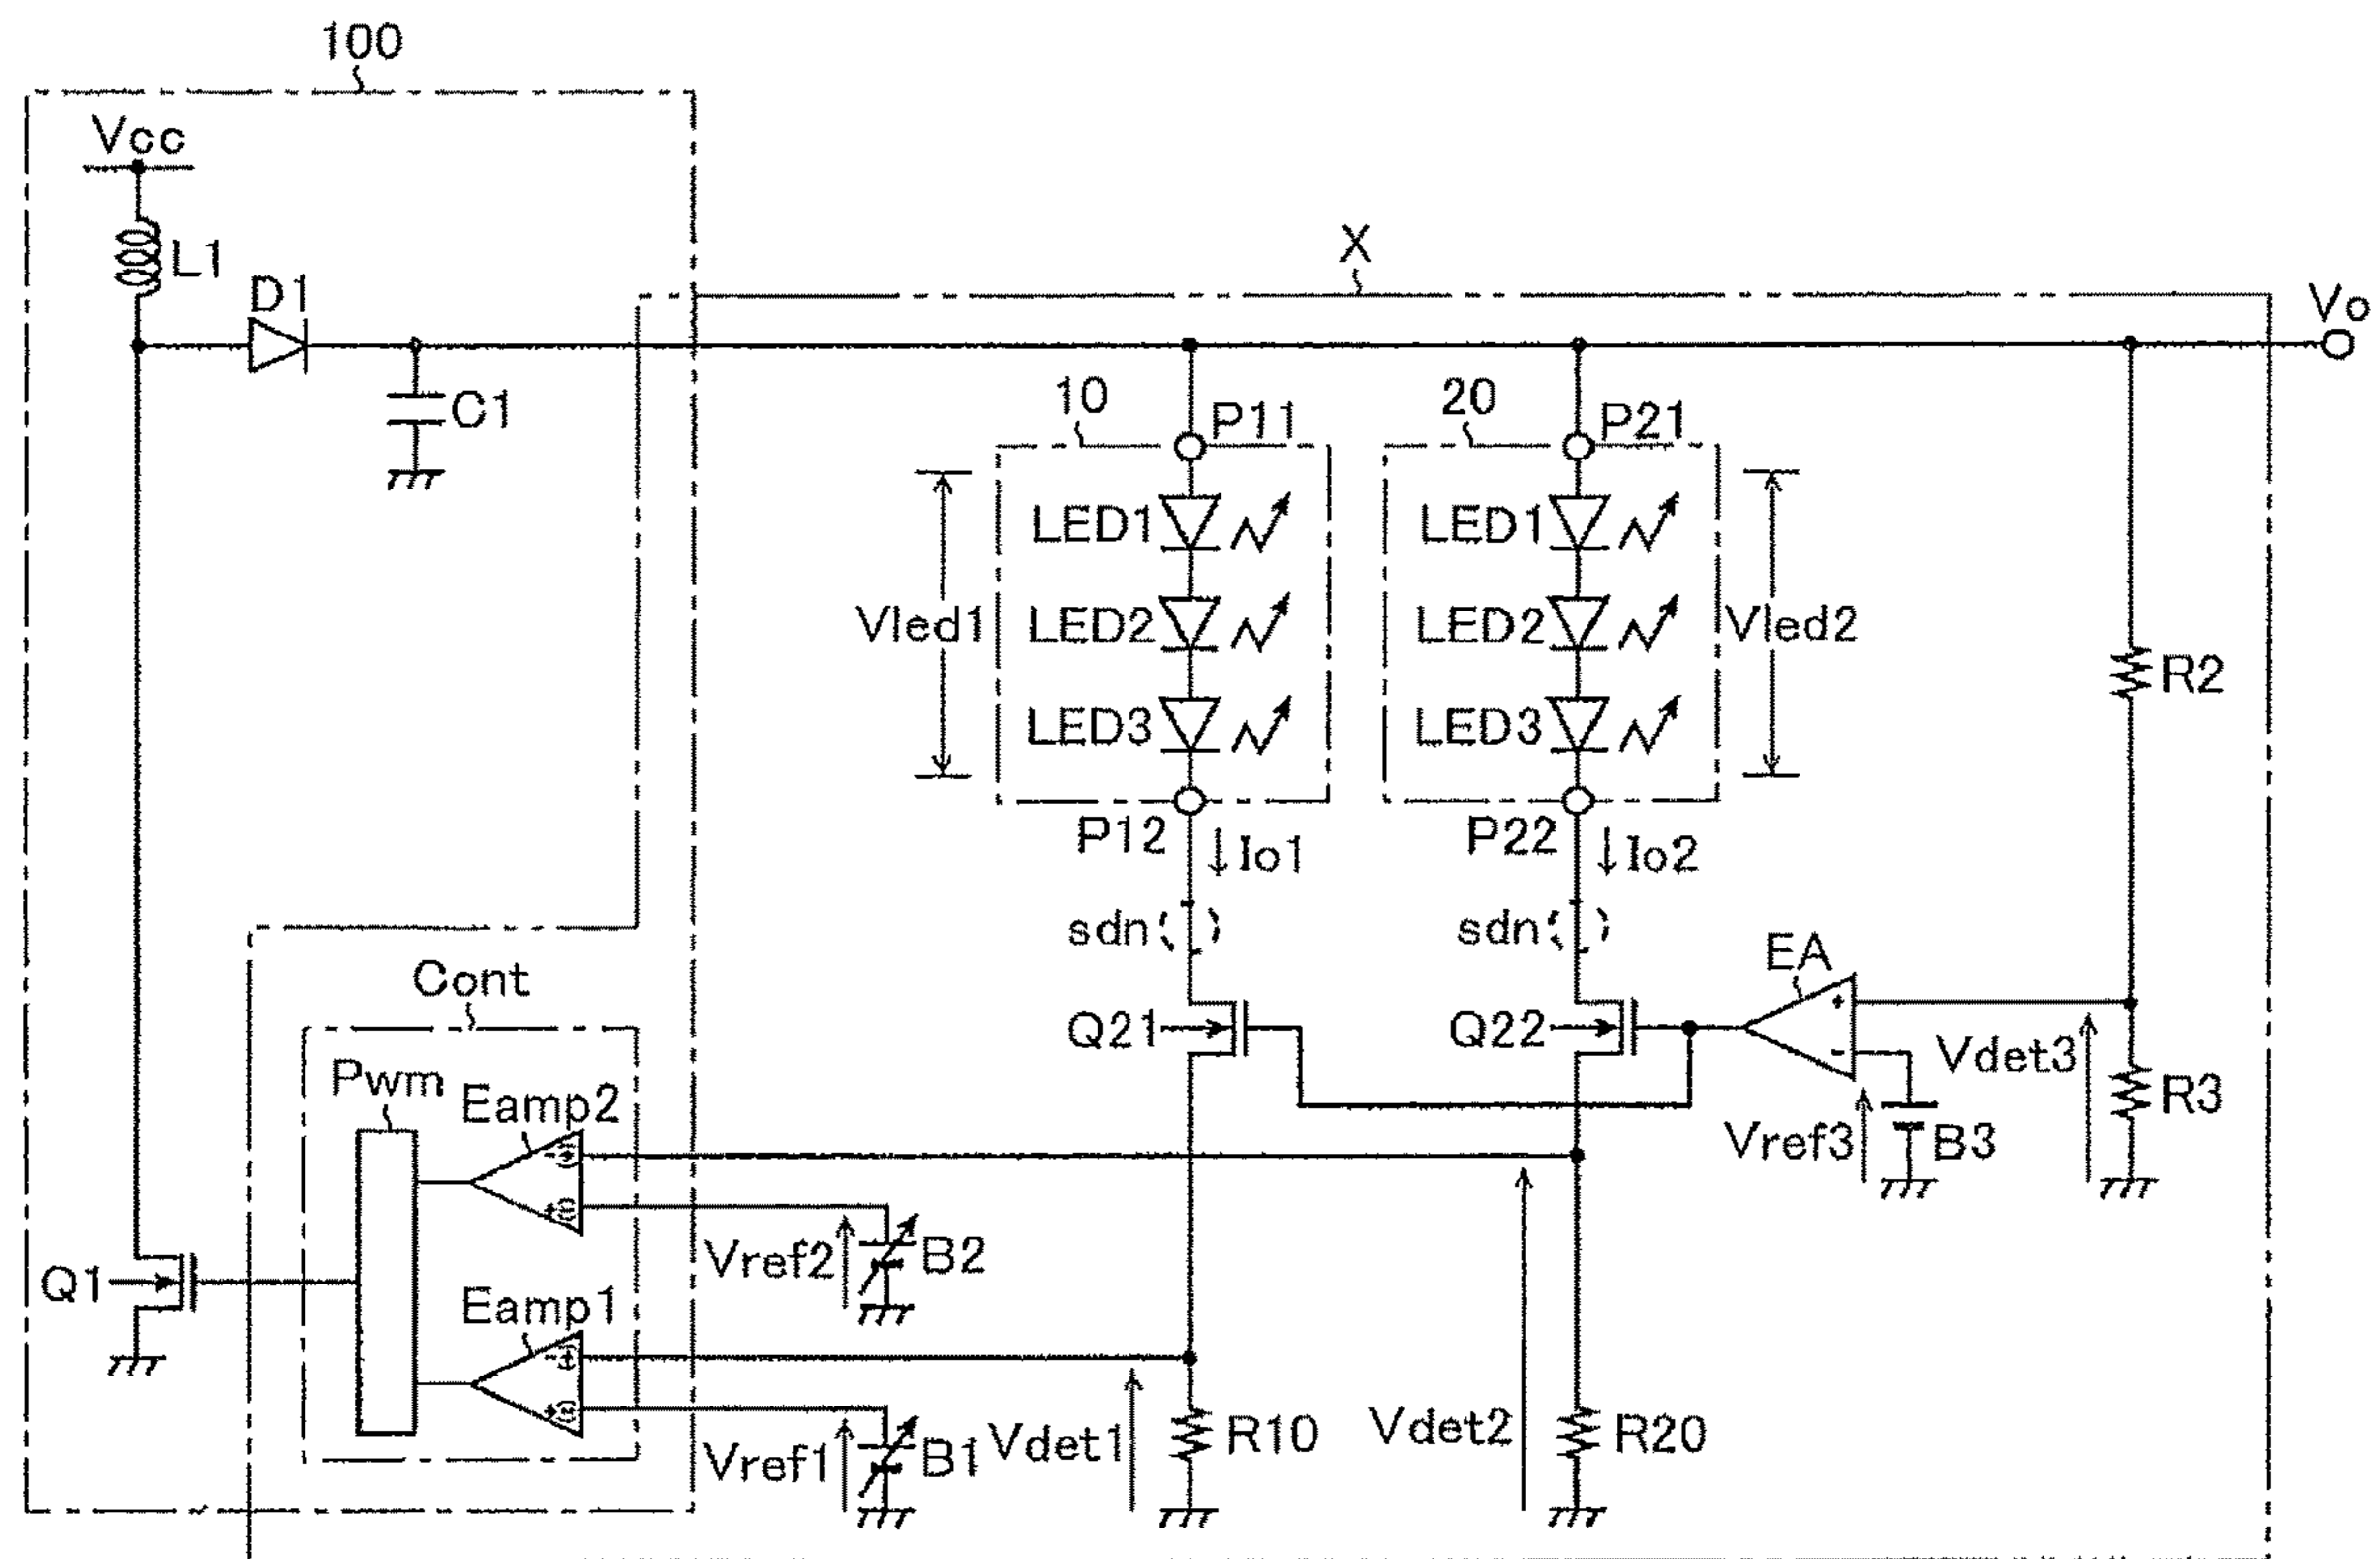 100
Vcc
L1
D1
C1
X
Vo
10
P11
20
P21
LED1
LED1
Vled1
LED2
LED2
Vled2
LED3
LED3
R2
P12
Io1
P22
Io2
sdn
sdn
EA
Cont
Q21
Q22
+
-
Vdet3
R3
Pwm
Eamp2
Vref3
B3
Vref2
B2
Q1
Eamp1
Vref1
B1
Vdet1
R10
Vdet2
R20